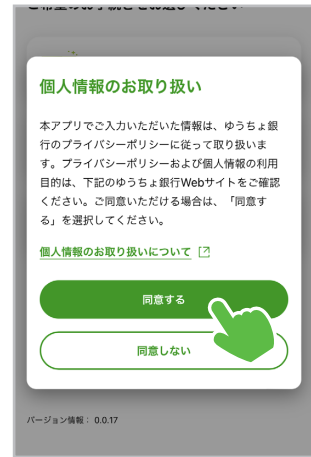 個人情報のお取り扱い
本アプリでご入力いただいた情報は、ゆうちょ銀
行のプライバシーポリシーに従って取り扱いま
す。プライバシーポリシーおよび個人情報の利用
目的は、下記のゆうちょ銀行Webサイトをご確認
ください。ご同意いただける場合は、「同意す
る」を選択してください。
個人情報のお取り扱いについて
同意する
同意しない
バージョン情報： 0.0.17